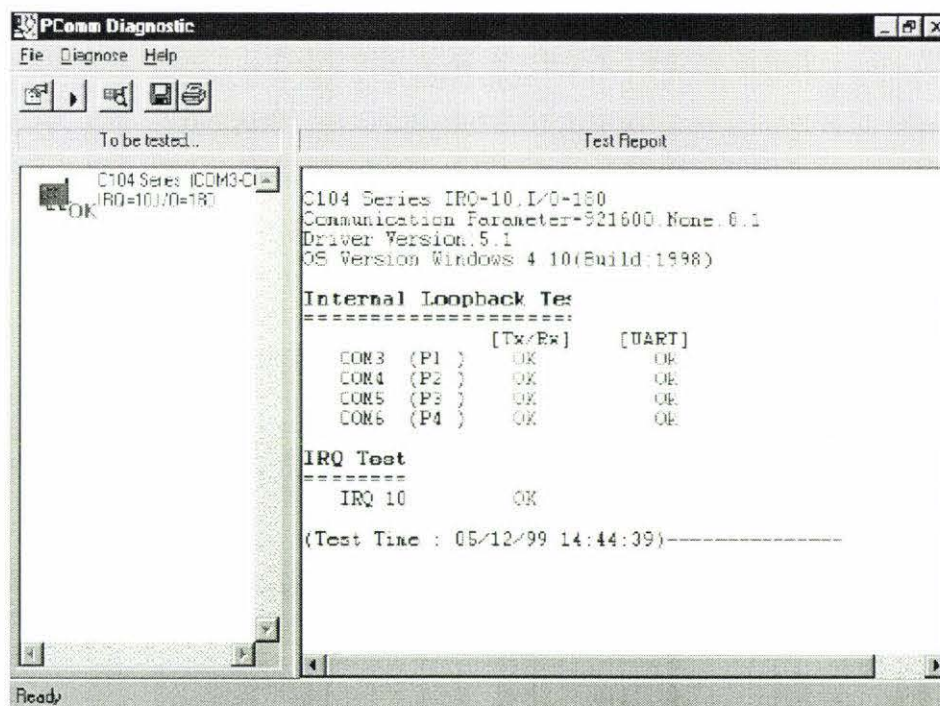 PComm Diagnostic
File Diagnose Help
To be tested...
Test Report
C104 Series (COM3-C
IRQ=10,I/O=180
OK
C104 Series IRQ-10,I/O-180
Communication Parameter-921600,None,8,1
Driver Version:5.1
OS Version Windows 4.10(Build:1998)
Internal Loopback Tes
=======================
[Tx/Rx] [UART]
COM3 (P1 ) OK OK
COM4 (P2 ) OK OK
COM5 (P3 ) OK OK
COM6 (P4 ) OK OK
IRQ Test
========
IRQ 10 OK
(Test Time : 05/12/99 14:44:39)---------------
Ready